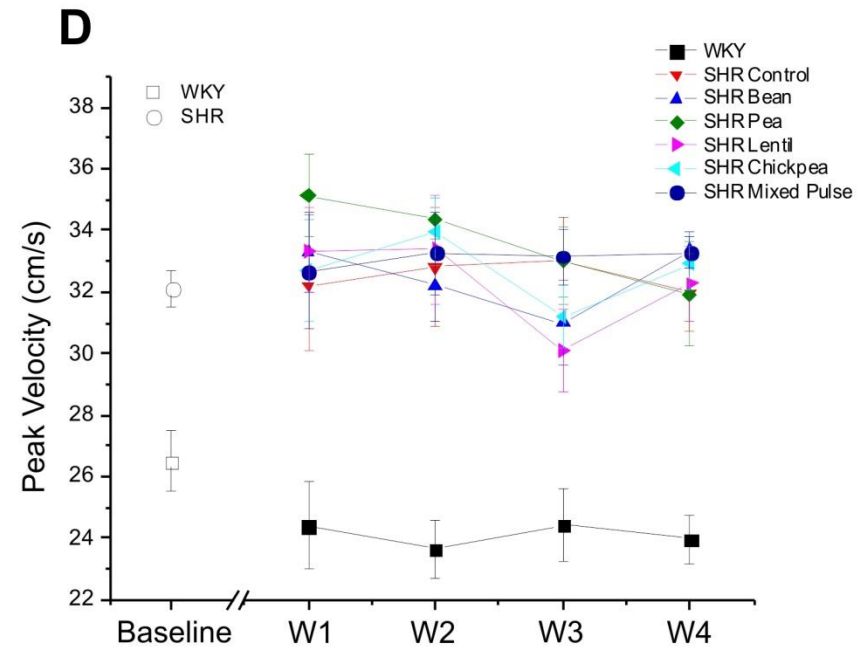 D
WKY
SHR
WKY
SHR Control
SHR Bean
SHR Pea
SHR Lentil
SHR Chickpea
SHR Mixed Pulse
Peak Velocity (cm/s)
38
36
34
32
30
28
26
24
22
Baseline W1 W2 W3 W4